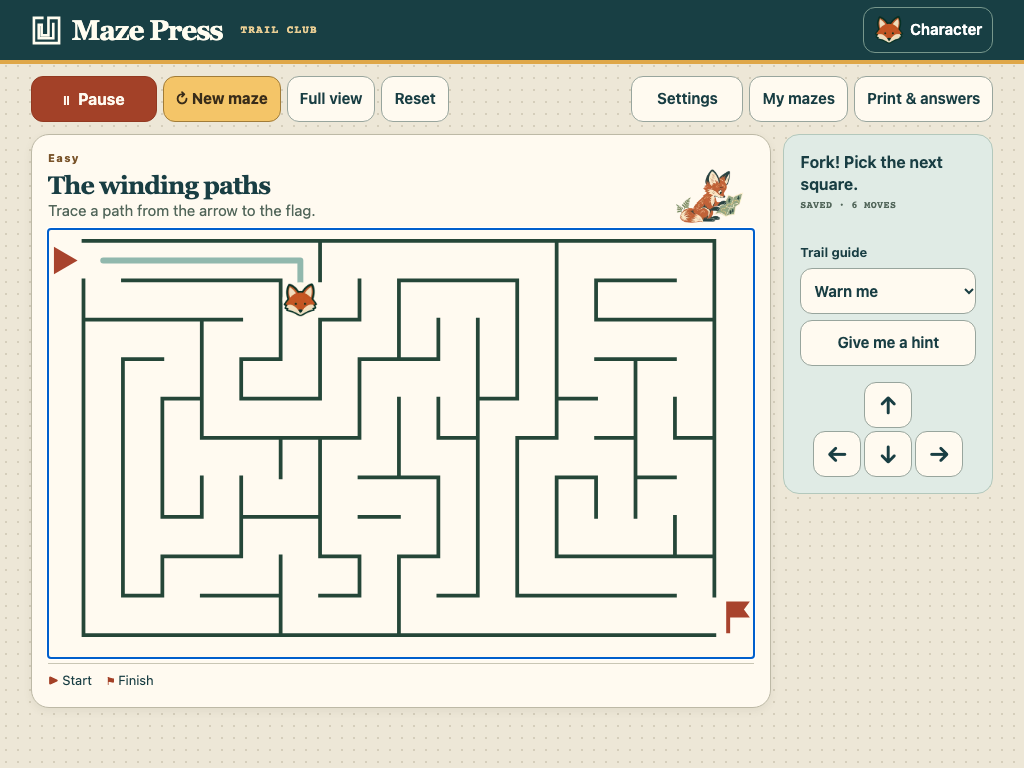 Maze Press
TRAIL CLUB
Character
Pause
New maze
Full view
Reset
Settings
My mazes
Print & answers
Easy
The winding paths
Trace a path from the arrow to the flag.
Fork! Pick the next
square.
SAVED · 6 MOVES
Trail guide
Warn me
Give me a hint
Start
Finish